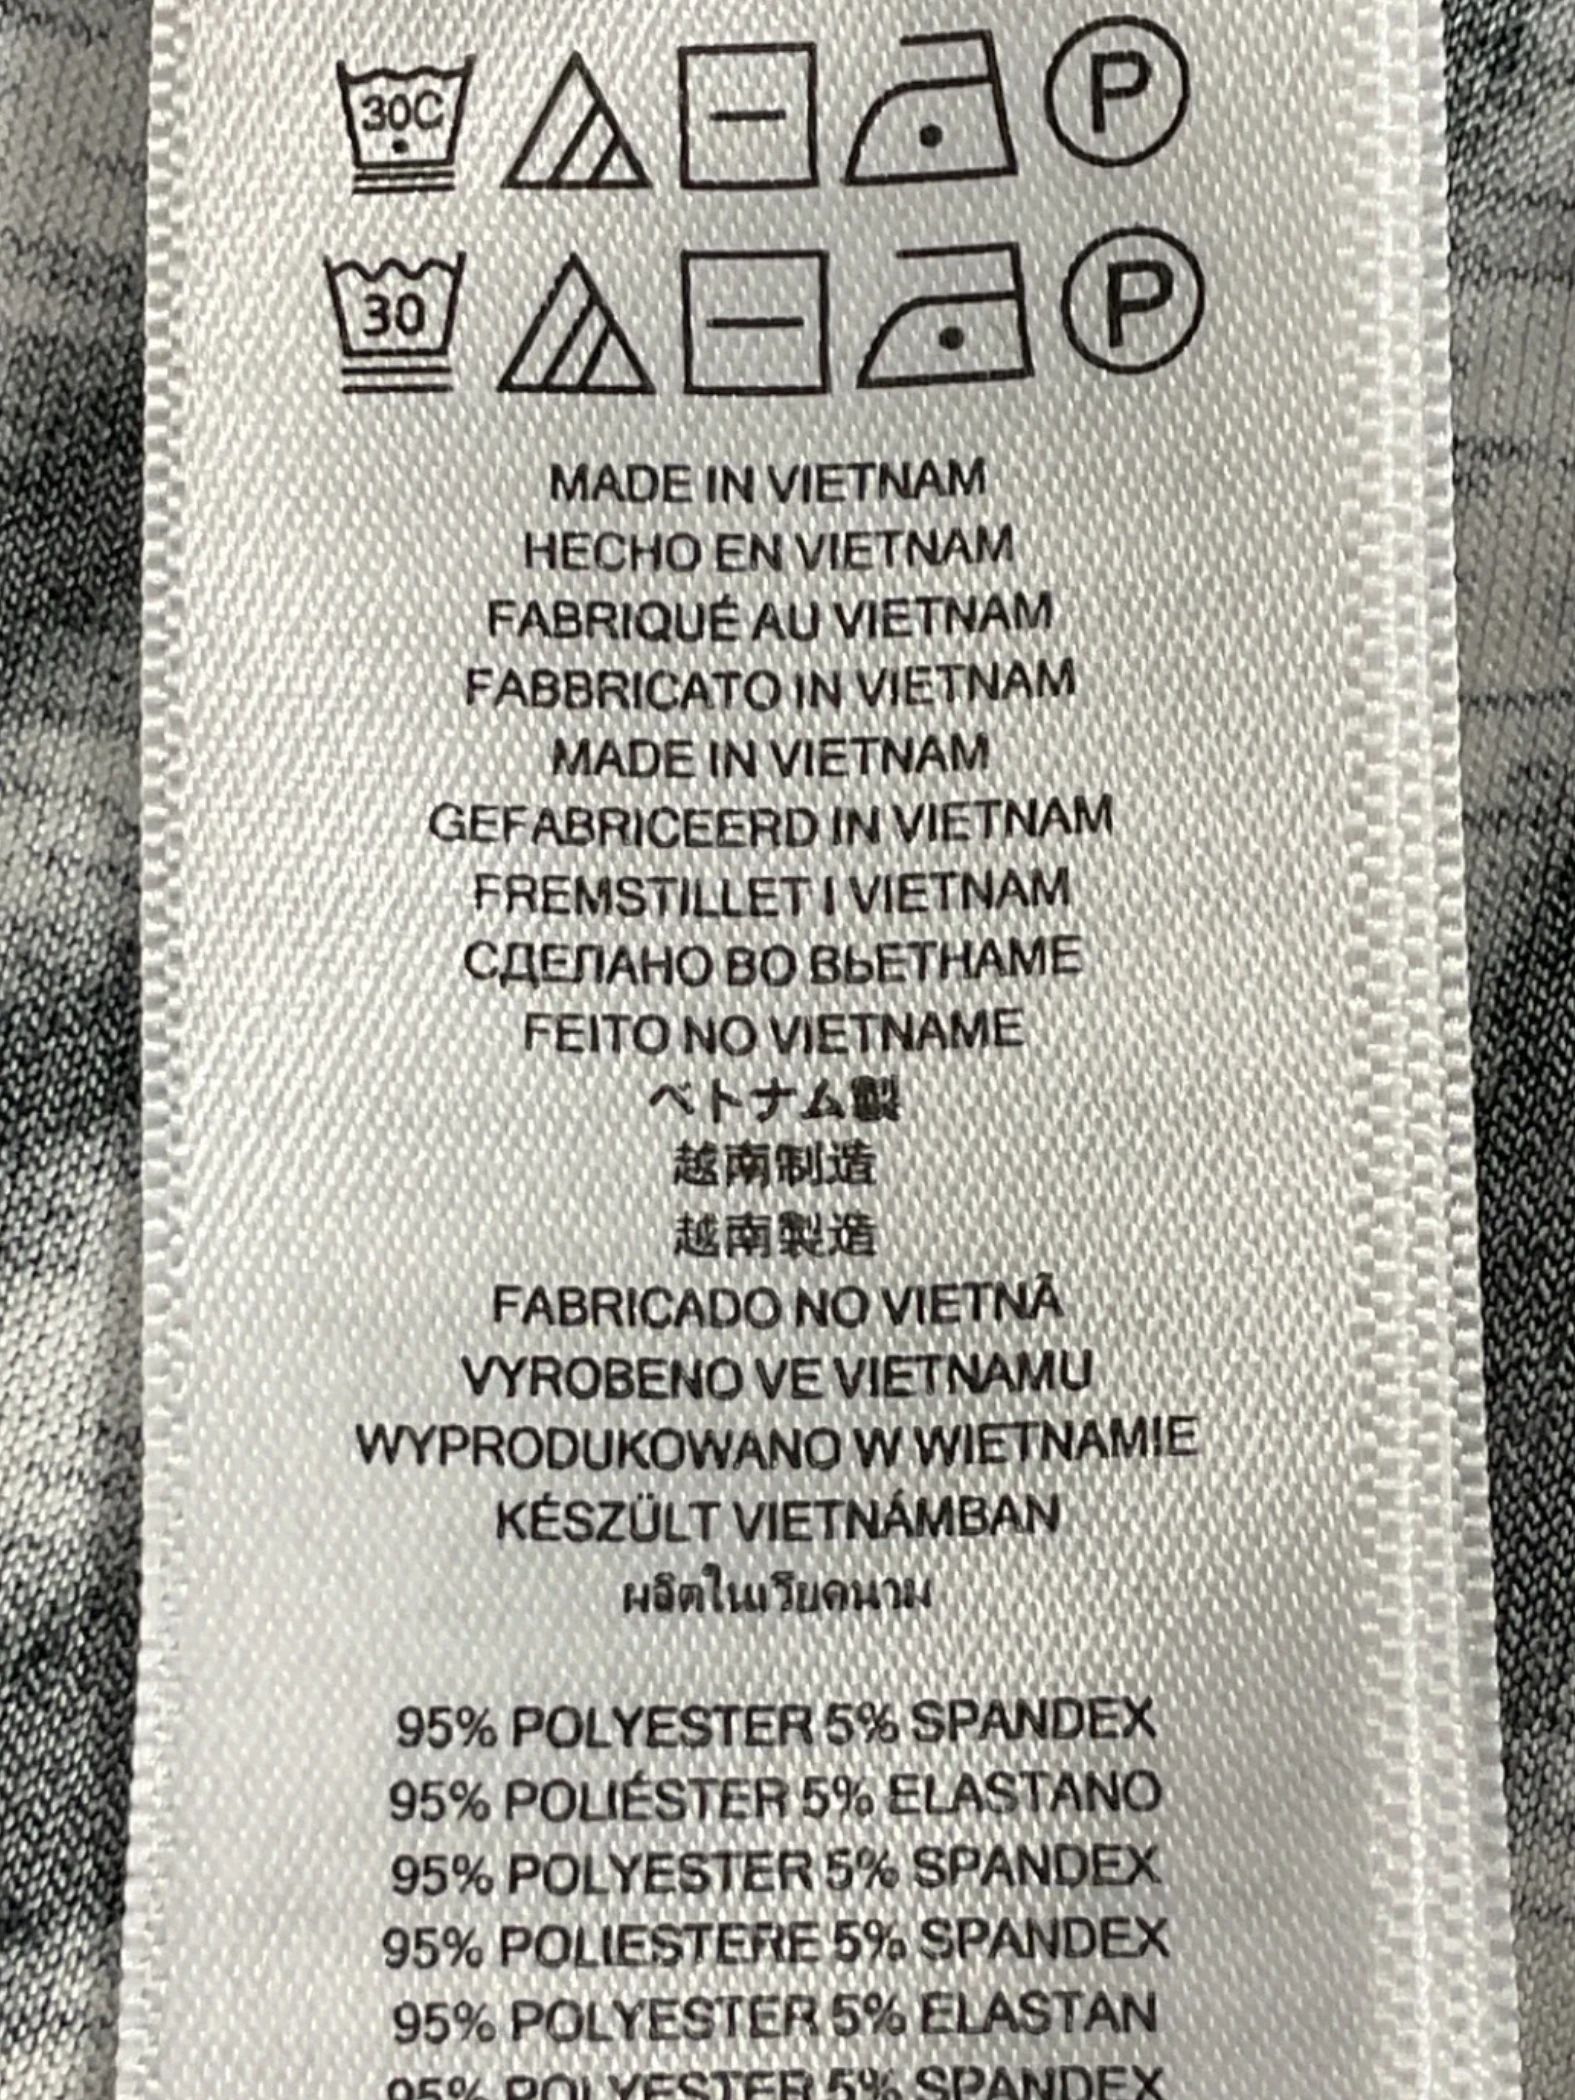 30C P
30 P
MADE IN VIETNAM
HECHO EN VIETNAM
FABRIQUÉ AU VIETNAM
FABBRICATO IN VIETNAM
MADE IN VIETNAM
GEFABRICEERD IN VIETNAM
FREMSTILLET I VIETNAM
СДЕЛАНО ВО ВЬЕТНАМЕ
FEITO NO VIETNAME
ベトナム製
越南制造
越南製造
FABRICADO NO VIETNÃ
VYROBENO VE VIETNAMU
WYPRODUKOWANO W WIETNAMIE
KÉSZÜLT VIETNÁMBAN
ผลิตในเวียดนาม
95% POLYESTER 5% SPANDEX
95% POLIÉSTER 5% ELASTANO
95% POLYESTER 5% SPANDEX
95% POLIESTERE 5% SPANDEX
95% POLYESTER 5% ELASTAN
95% POLYESTER 5% SPANDEX